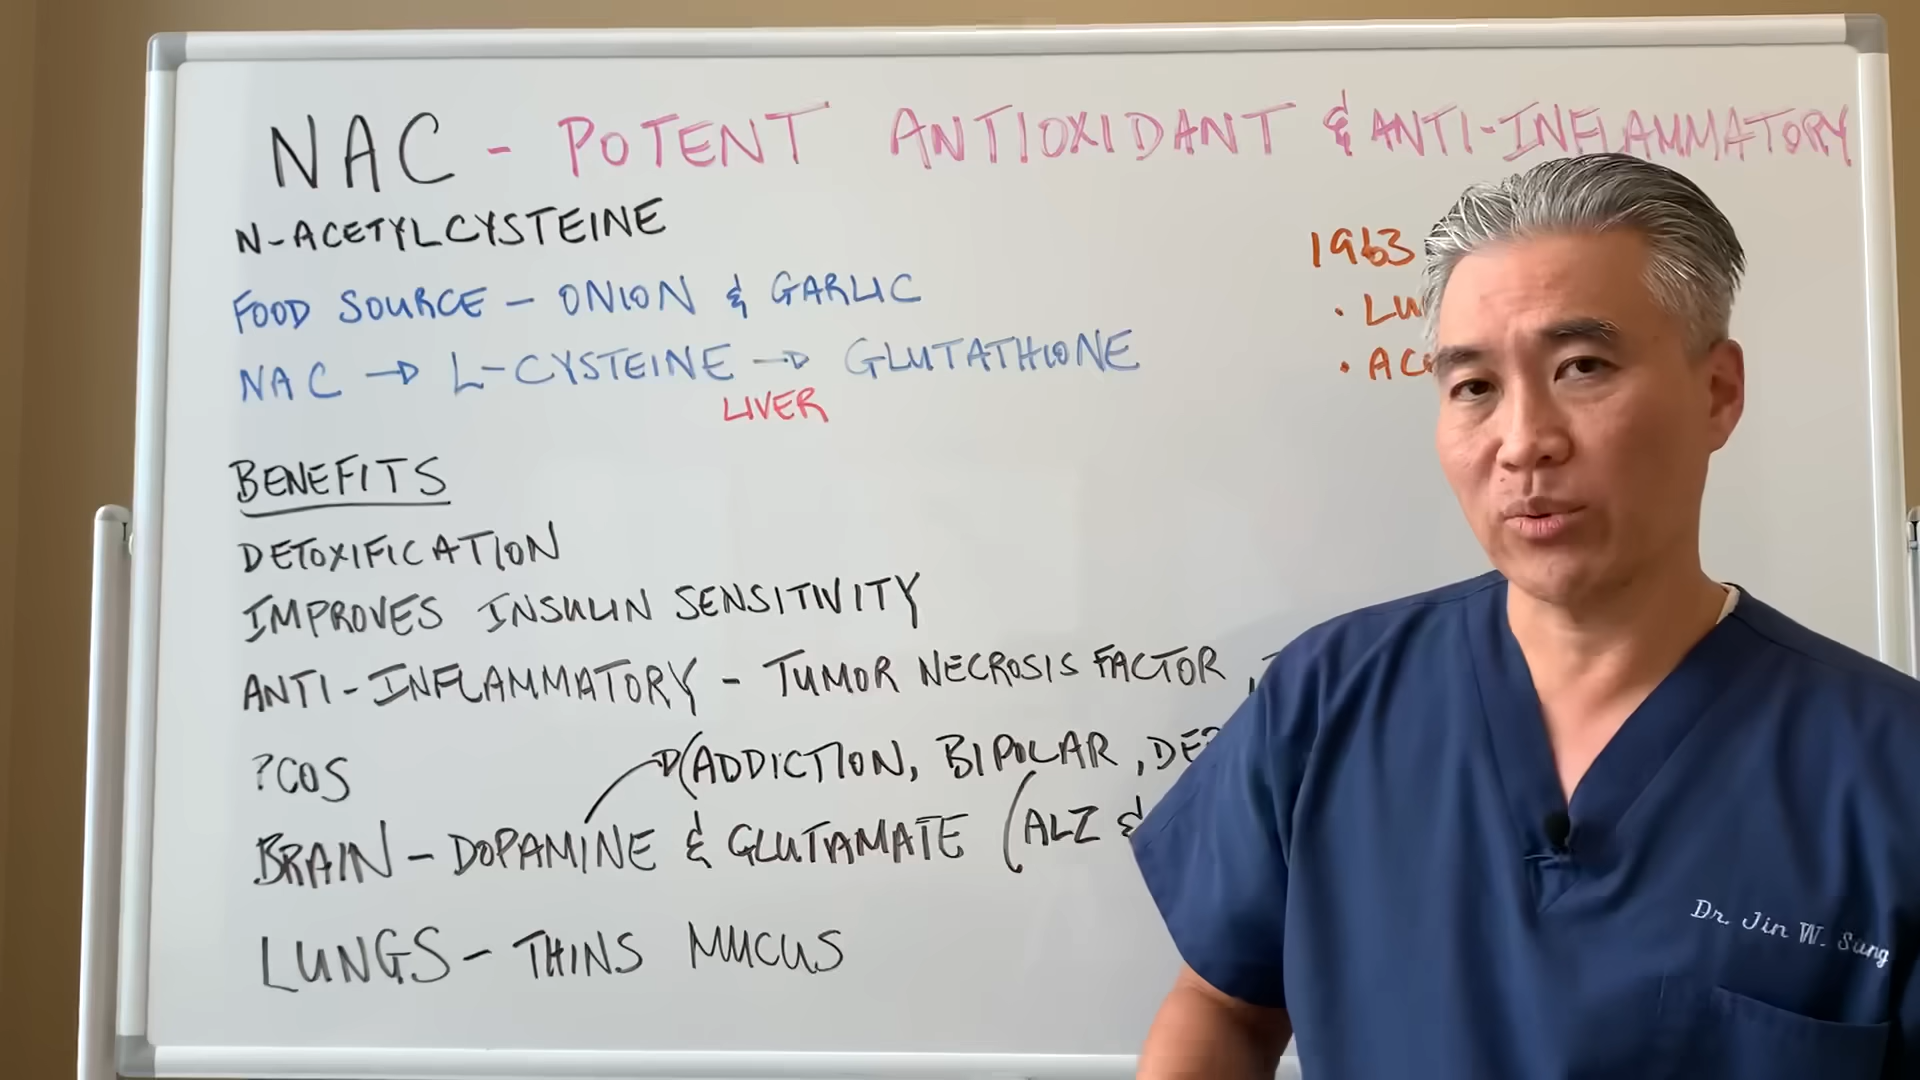 NAC - POTENT ANTIOXIDANT & ANTI-INFLAMMATORY
N-ACETYLCYSTEINE
1963
FOOD SOURCE - ONION & GARLIC
NAC → L-CYSTEINE → GLUTATHIONE
LIVER
BENEFITS
DETOXIFICATION
IMPROVES INSULIN SENSITIVITY
ANTI-INFLAMMATORY - TUMOR NECROSIS FACTOR,
?COS
(ADDICTION, BIPOLAR,
BRAIN - DOPAMINE & GLUTAMATE (ALZ &
LUNGS - THINS MUCUS
Dr. Jin W. Sung